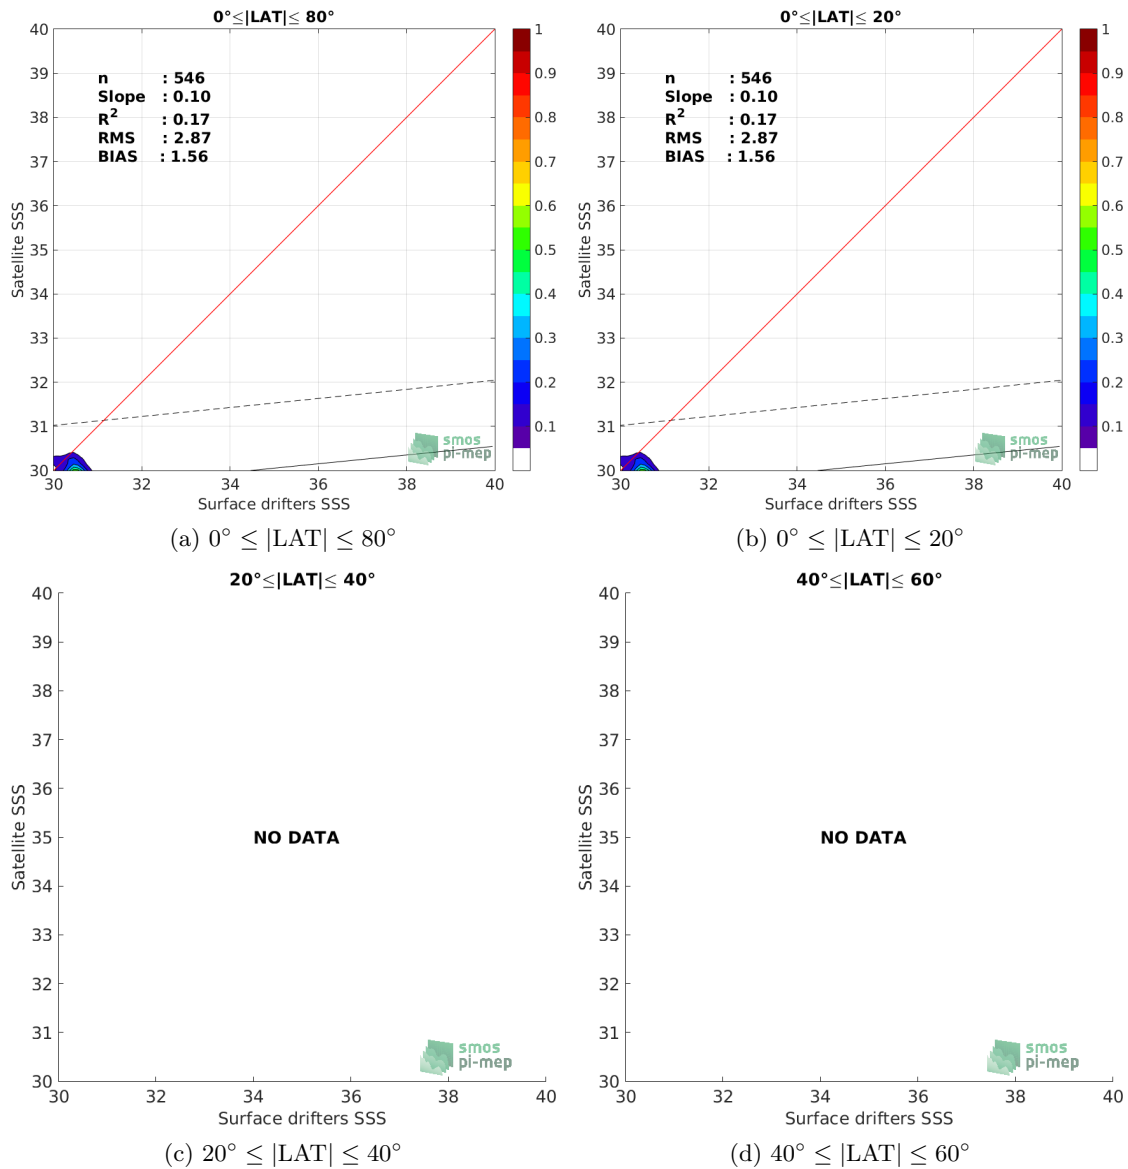 0°≤|LAT|≤ 80°
40
39
38
37
36
35
34
33
32
31
30
Satellite SSS
n : 546
Slope : 0.10
R² : 0.17
RMS : 2.87
BIAS : 1.56
smos
pi-mep
30 32 34 36 38 40
Surface drifters SSS
1
0.9
0.8
0.7
0.6
0.5
0.4
0.3
0.2
0.1
(a) 0° ≤ |LAT| ≤ 80°
0°≤|LAT|≤ 20°
40
39
38
37
36
35
34
33
32
31
30
Satellite SSS
n : 546
Slope : 0.10
R² : 0.17
RMS : 2.87
BIAS : 1.56
smos
pi-mep
30 32 34 36 38 40
Surface drifters SSS
1
0.9
0.8
0.7
0.6
0.5
0.4
0.3
0.2
0.1
(b) 0° ≤ |LAT| ≤ 20°
20°≤|LAT|≤ 40°
40
39
38
37
36
35
34
33
32
31
30
Satellite SSS
NO DATA
smos
pi-mep
30 32 34 36 38 40
Surface drifters SSS
(c) 20° ≤ |LAT| ≤ 40°
40°≤|LAT|≤ 60°
40
39
38
37
36
35
34
33
32
31
30
Satellite SSS
NO DATA
smos
pi-mep
30 32 34 36 38 40
Surface drifters SSS
(d) 40° ≤ |LAT| ≤ 60°